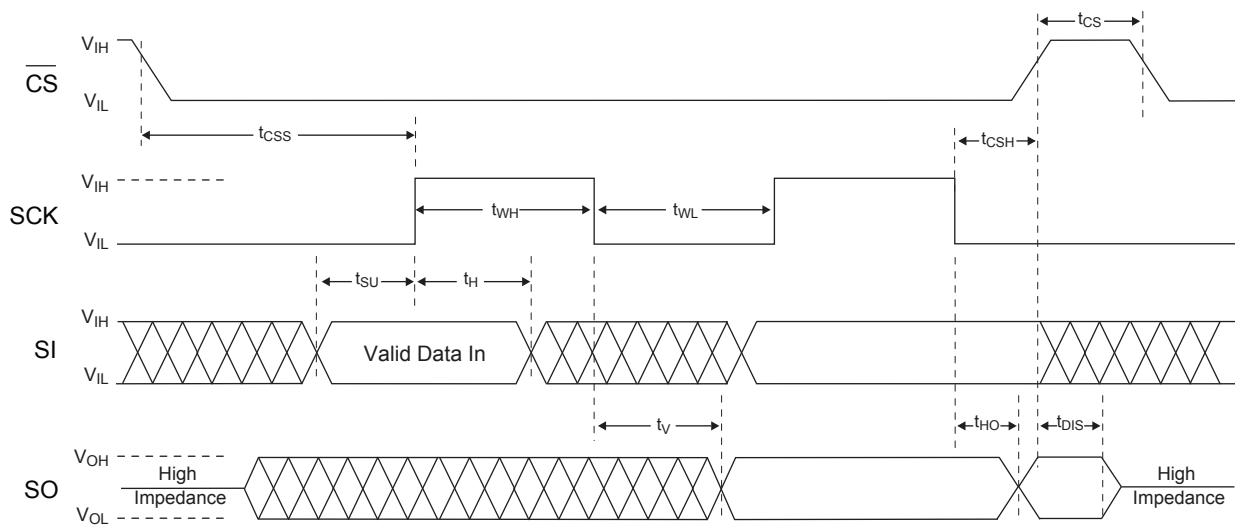 tCS
VIH
CS
VIL
tCSS
tCSH
VIH
SCK
tWH
tWL
VIL
tSU
tH
VIH
SI
Valid Data In
VIL
tV
tHO
tDIS
VOH
SO
High
Impedance
High
Impedance
VOL